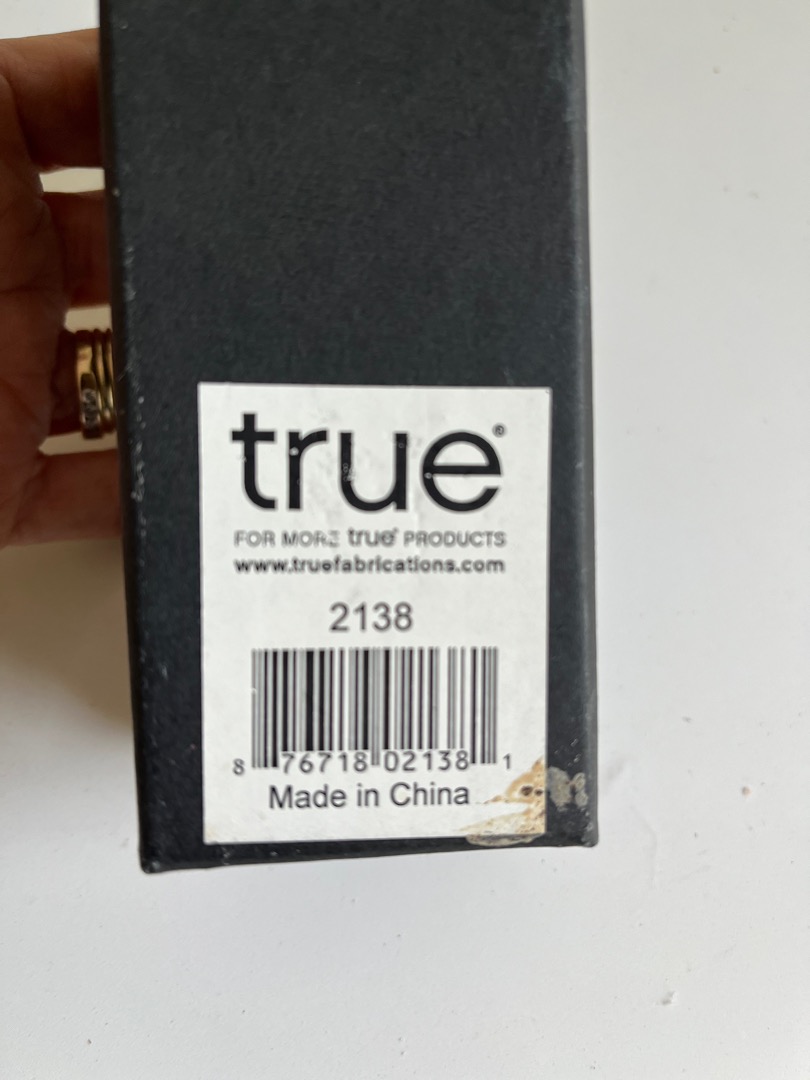 true®
FOR MORE true® PRODUCTS
www.truefabrications.com
2138
8 76718 02138 1
Made in China